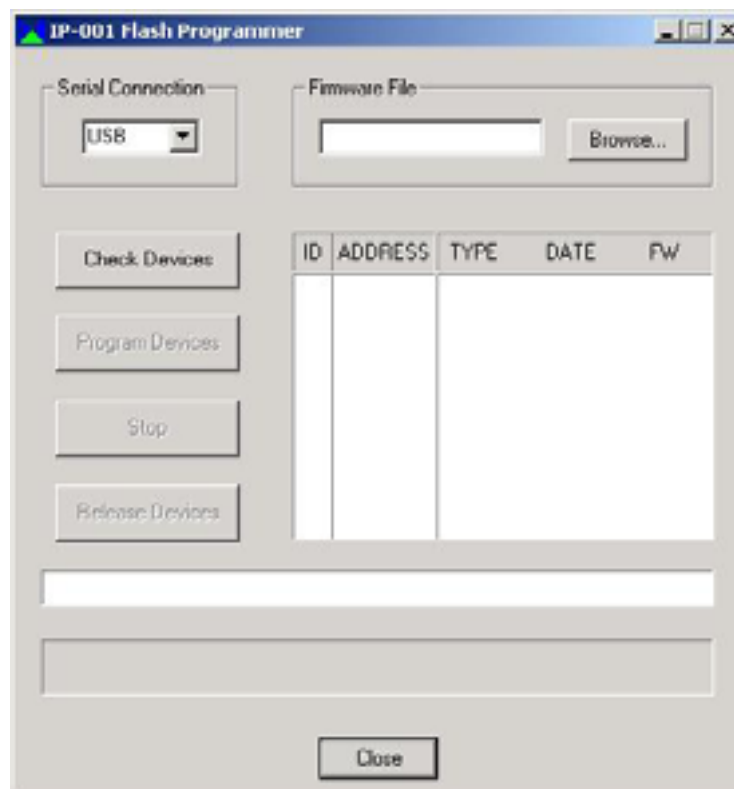 IP-001 Flash Programmer
Serial Connection
Firmware File
USB
Browse...
Check Devices
ID ADDRESS TYPE DATE FW
Program Devices
Stop
Release Devices
Close